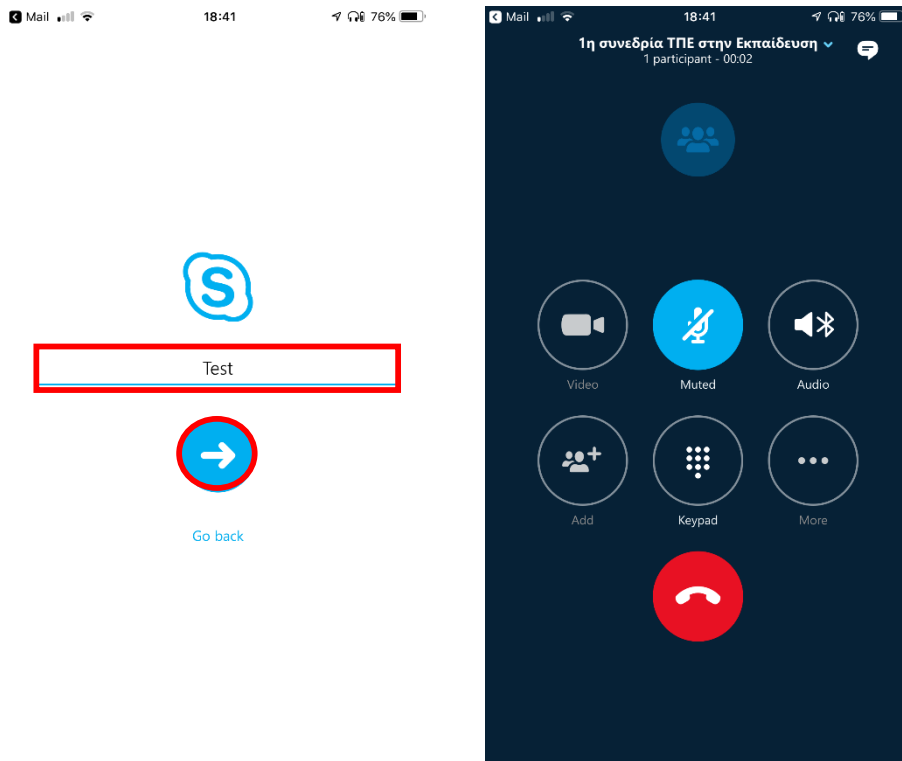 Mail 18:41 76%
S
Test
Go back
Mail 18:41 76%
1η συνεδρία ΤΠΕ στην Εκπαίδευση
1 participant - 00:02
Video Muted Audio
Add Keypad More